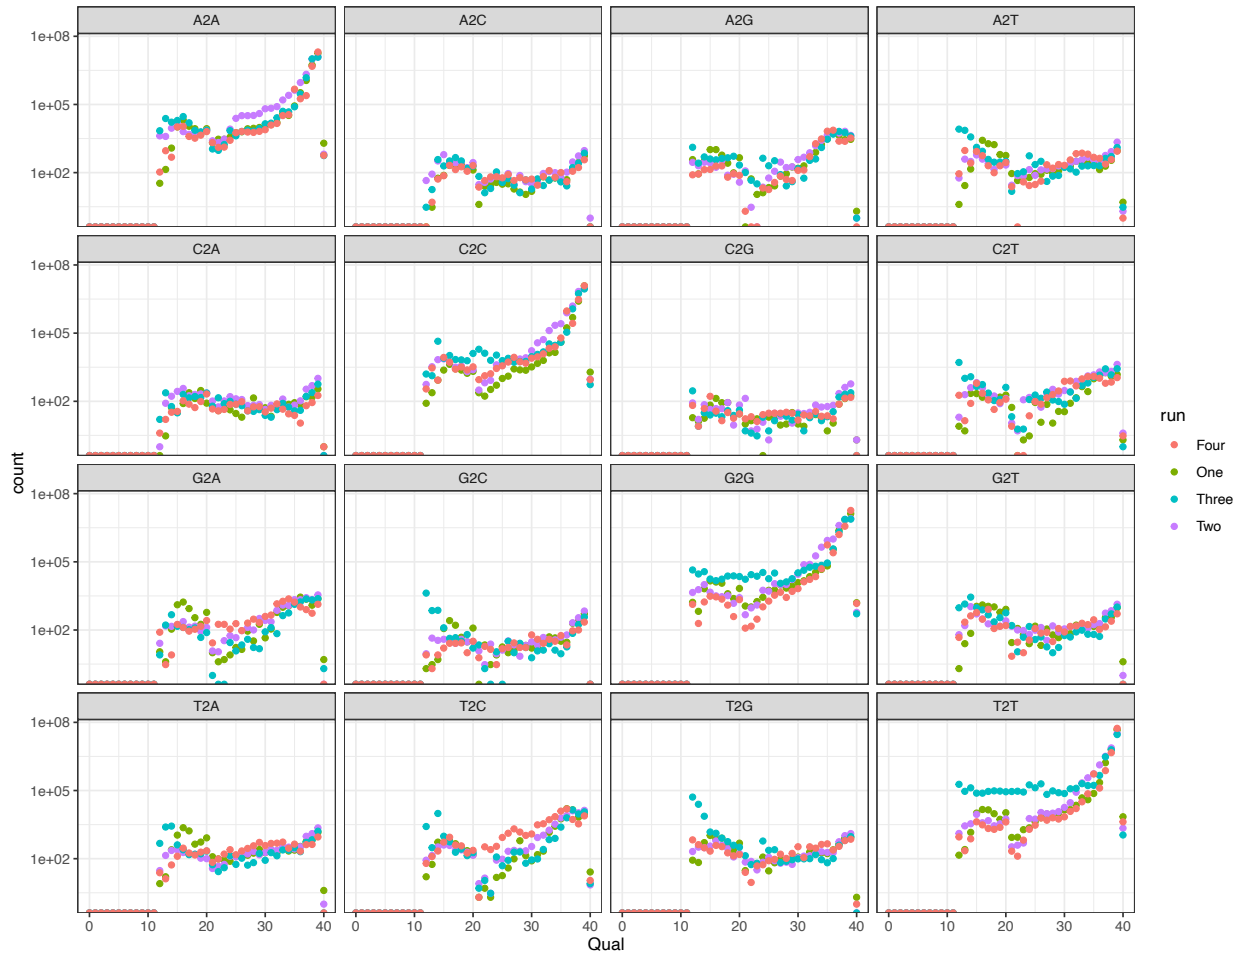 A2A A2C A2G A2T
1e+08
1e+05
1e+02
C2A C2C C2G C2T
1e+08
1e+05
1e+02
G2A G2C G2G G2T
1e+08
1e+05
1e+02
T2A T2C T2G T2T
1e+08
1e+05
1e+02
0 10 20 30 40 0 10 20 30 40 0 10 20 30 40 0 10 20 30 40
Qual
count
run
Four
One
Three
Two